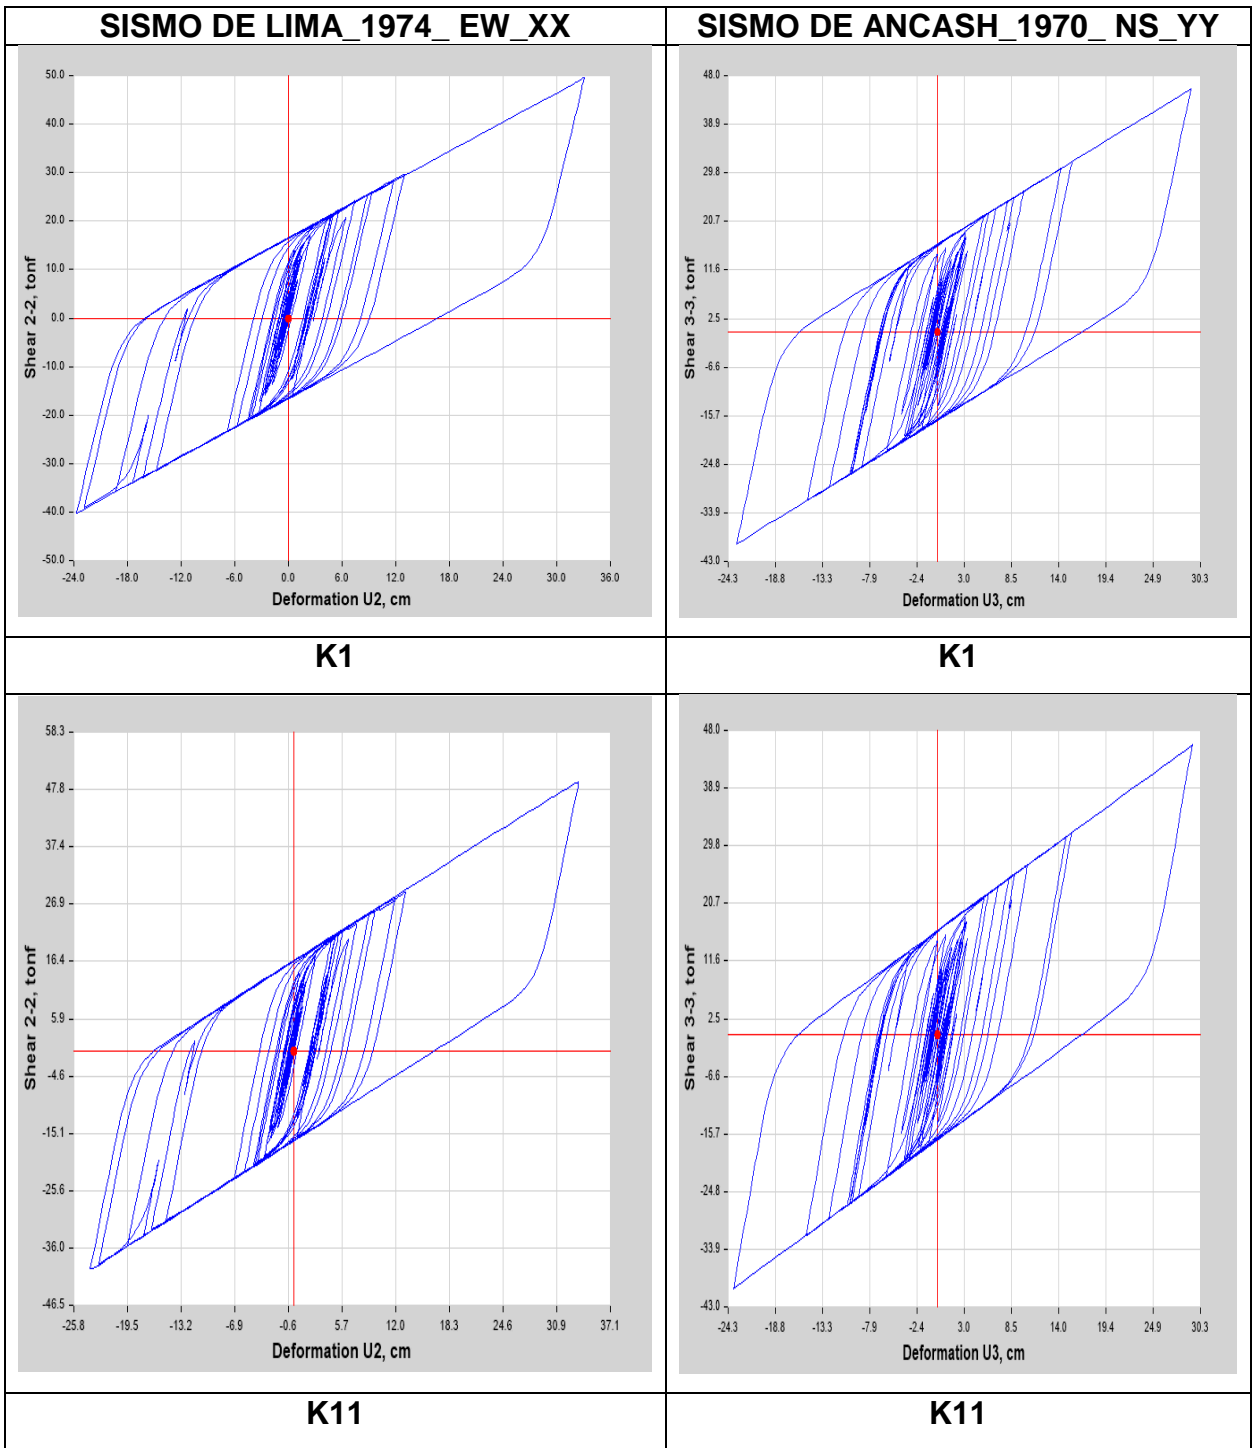 SISMO DE LIMA_1974_ EW_XX
SISMO DE ANCASH_1970_ NS_YY
50.0
40.0
30.0
20.0
10.0
0.0
-10.0
-20.0
-30.0
-40.0
-50.0
Shear 2-2, tonf
-24.0 -18.0 -12.0 -6.0 0.0 6.0 12.0 18.0 24.0 30.0 36.0
Deformation U2, cm
48.0
38.9
29.8
20.7
11.6
2.5
-6.6
-15.7
-24.8
-33.9
-43.0
Shear 3-3, tonf
-24.3 -18.8 -13.3 -7.9 -2.4 3.0 8.5 14.0 19.4 24.9 30.3
Deformation U3, cm
K1
K1
58.3
47.8
37.4
26.9
16.4
5.9
-4.6
-15.1
-25.6
-36.0
-46.5
Shear 2-2, tonf
-25.8 -19.5 -13.2 -6.9 -0.6 5.7 12.0 18.3 24.6 30.9 37.1
Deformation U2, cm
48.0
38.9
29.8
20.7
11.6
2.5
-6.6
-15.7
-24.8
-33.9
-43.0
Shear 3-3, tonf
-24.3 -18.8 -13.3 -7.9 -2.4 3.0 8.5 14.0 19.4 24.9 30.3
Deformation U3, cm
K11
K11